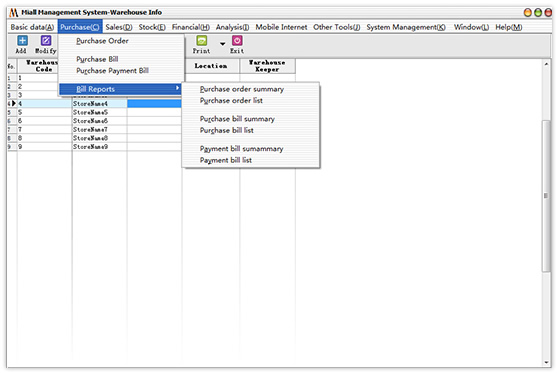 Miall Management System-Warehouse Info
Basic data(A) Purchase(C) Sales(D) Stock(E) Financial(H) Analysis(I) Mobile Internet Other Tools(J) System Management(K) Window(L) Help(M)
Add Modify Print Exit
Purchase Order
Purchase Bill
Purchase Payment Bill
Bill Reports
Purchase order summary
Purchase order list
Purchase bill summary
Purchase bill list
Payment bill sumammary
Payment bill list
No. Warehous Code Location Warehouse Keeper
1 1
2 2
3 3
4 4 StoreName4
5 5 StoreName5
6 6 StoreName6
7 7 StoreName7
8 8 StoreName8
9 9 StoreName9